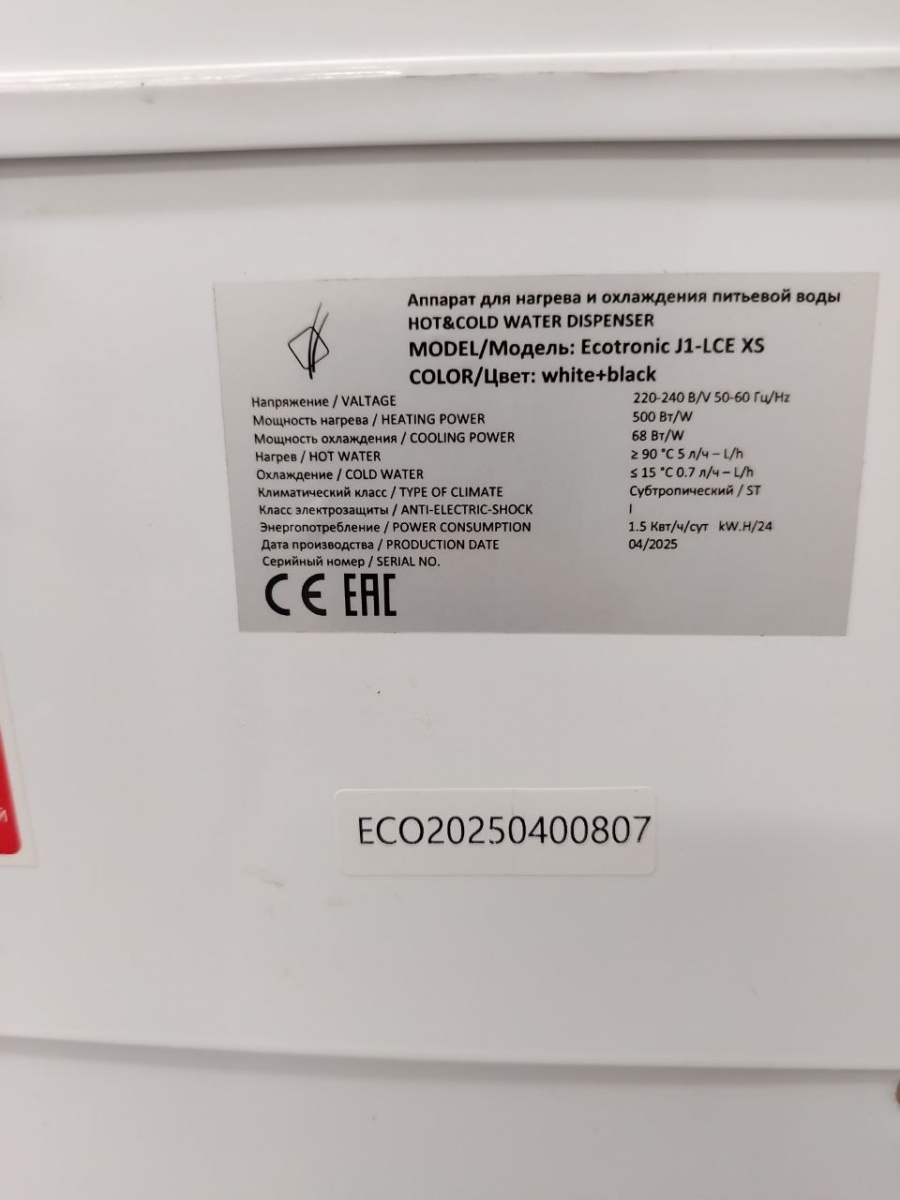 Аппарат для нагрева и охлаждения питьевой воды
HOT&COLD WATER DISPENSER
MODEL/Модель: Ecotronic J1-LCE XS
COLOR/Цвет: white+black
Напряжение / VALTAGE 220-240 В/V 50-60 Гц/Hz
Мощность нагрева / HEATING POWER 500 Вт/W
Мощность охлаждения / COOLING POWER 68 Вт/W
Нагрев / HOT WATER ≥ 90 °C 5 л/ч – L/h
Охлаждение / COLD WATER ≤ 15 °C 0.7 л/ч – L/h
Климатический класс / TYPE OF CLIMATE Субтропический / ST
Класс электрозащиты / ANTI-ELECTRIC-SHOCK I
Энергопотребление / POWER CONSUMPTION 1.5 Квт/ч/сут kW.H/24
Дата производства / PRODUCTION DATE 04/2025
Серийный номер / SERIAL NO.
CE EAC
Й
ECO20250400807